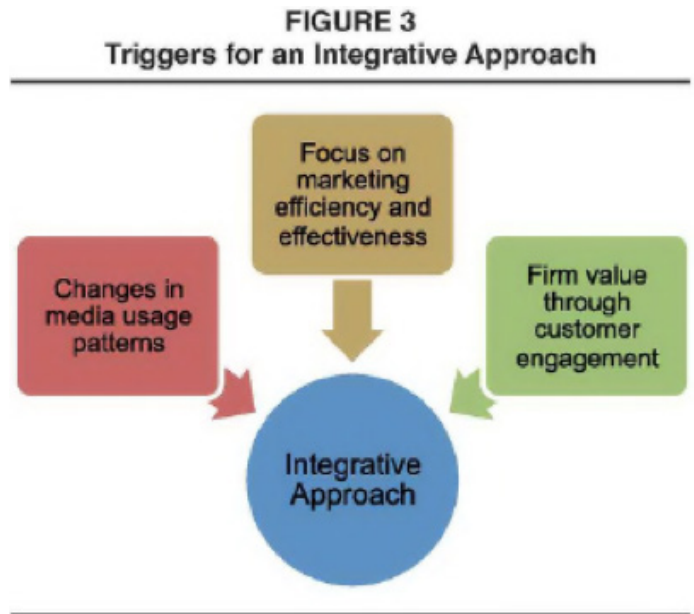 FIGURE 3
Triggers for an Integrative Approach
Focus on
marketing
efficiency and
effectiveness
Changes in
media usage
patterns
Firm value
through
customer
engagement
Integrative
Approach